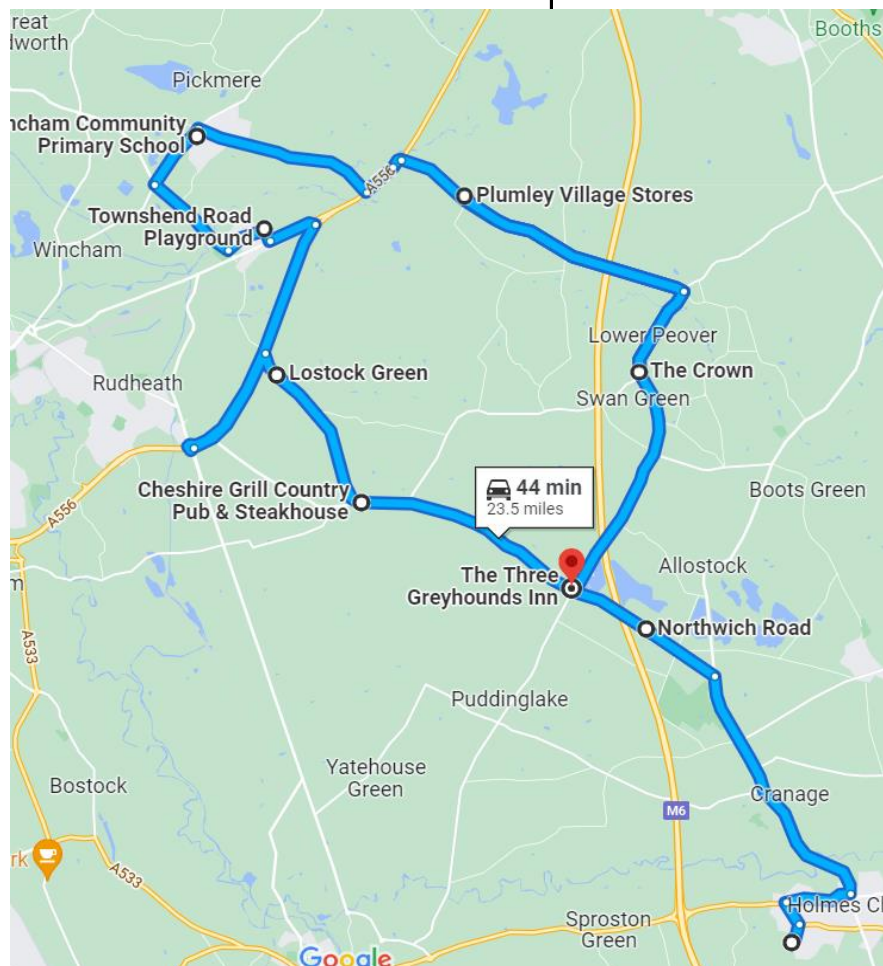 reat
dworth
Booths
Pickmere
ncham Community
Primary School
A556
Plumley Village Stores
Townshend Road
Playground
Wincham
Lower Peover
Lostock Green
The Crown
Rudheath
Swan Green
Cheshire Grill Country
Pub & Steakhouse
44 min
23.5 miles
Boots Green
A556
The Three
Greyhounds Inn
Allostock
m
A533
Northwich Road
Puddinglake
Yatehouse
Green
Bostock
Cranage
M6
rk
A533
Holmes Ch
Sproston
Green
Google